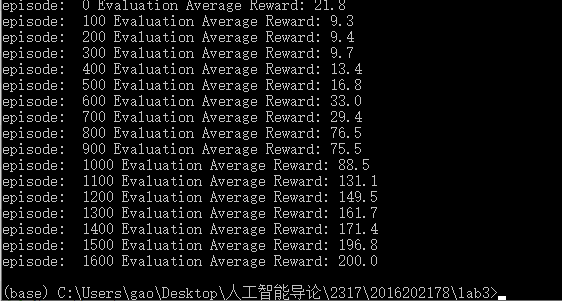 episode:  0 Evaluation Average Reward: 21.8
episode:  100 Evaluation Average Reward: 9.3
episode:  200 Evaluation Average Reward: 9.4
episode:  300 Evaluation Average Reward: 9.7
episode:  400 Evaluation Average Reward: 13.4
episode:  500 Evaluation Average Reward: 16.8
episode:  600 Evaluation Average Reward: 33.0
episode:  700 Evaluation Average Reward: 29.4
episode:  800 Evaluation Average Reward: 76.5
episode:  900 Evaluation Average Reward: 75.5
episode:  1000 Evaluation Average Reward: 88.5
episode:  1100 Evaluation Average Reward: 131.1
episode:  1200 Evaluation Average Reward: 149.5
episode:  1300 Evaluation Average Reward: 161.7
episode:  1400 Evaluation Average Reward: 171.4
episode:  1500 Evaluation Average Reward: 196.8
episode:  1600 Evaluation Average Reward: 200.0
(base) C:\Users\gao\Desktop\人工智能导论\2317\2016202178\lab3>